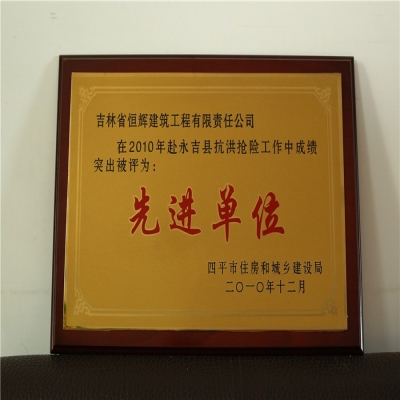 吉林省恒辉建筑工程有限责任公司
在2010年赴永吉县抗洪抢险工作中成绩
突出被评为:
先进单位
四平市住房和城乡建设局
二〇一〇年十二月